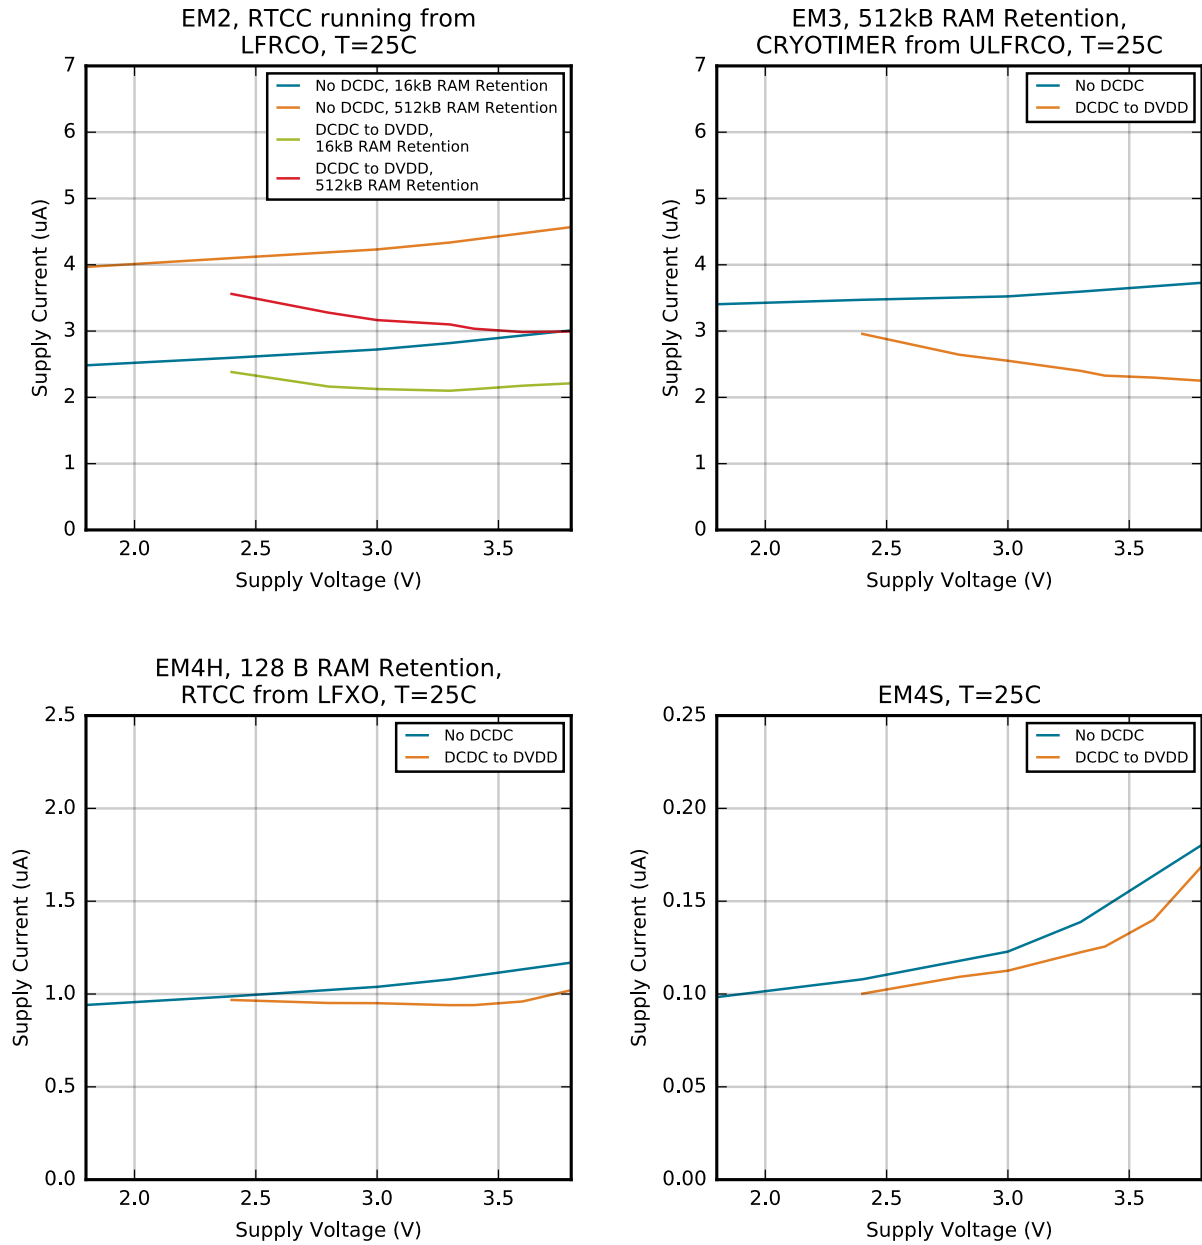 EM2, RTCC running from
LFRCO, T=25C
7
6
5
4
3
2
1
0
Supply Current (uA)
No DCDC, 16kB RAM Retention
No DCDC, 512kB RAM Retention
DCDC to DVDD,
16kB RAM Retention
DCDC to DVDD,
512kB RAM Retention
2.0 2.5 3.0 3.5
Supply Voltage (V)
EM3, 512kB RAM Retention,
CRYOTIMER from ULFRCO, T=25C
7
6
5
4
3
2
1
0
Supply Current (uA)
No DCDC
DCDC to DVDD
2.0 2.5 3.0 3.5
Supply Voltage (V)
EM4H, 128 B RAM Retention,
RTCC from LFXO, T=25C
2.5
2.0
1.5
1.0
0.5
0.0
Supply Current (uA)
No DCDC
DCDC to DVDD
2.0 2.5 3.0 3.5
Supply Voltage (V)
EM4S, T=25C
0.25
0.20
0.15
0.10
0.05
0.00
Supply Current (uA)
No DCDC
DCDC to DVDD
2.0 2.5 3.0 3.5
Supply Voltage (V)